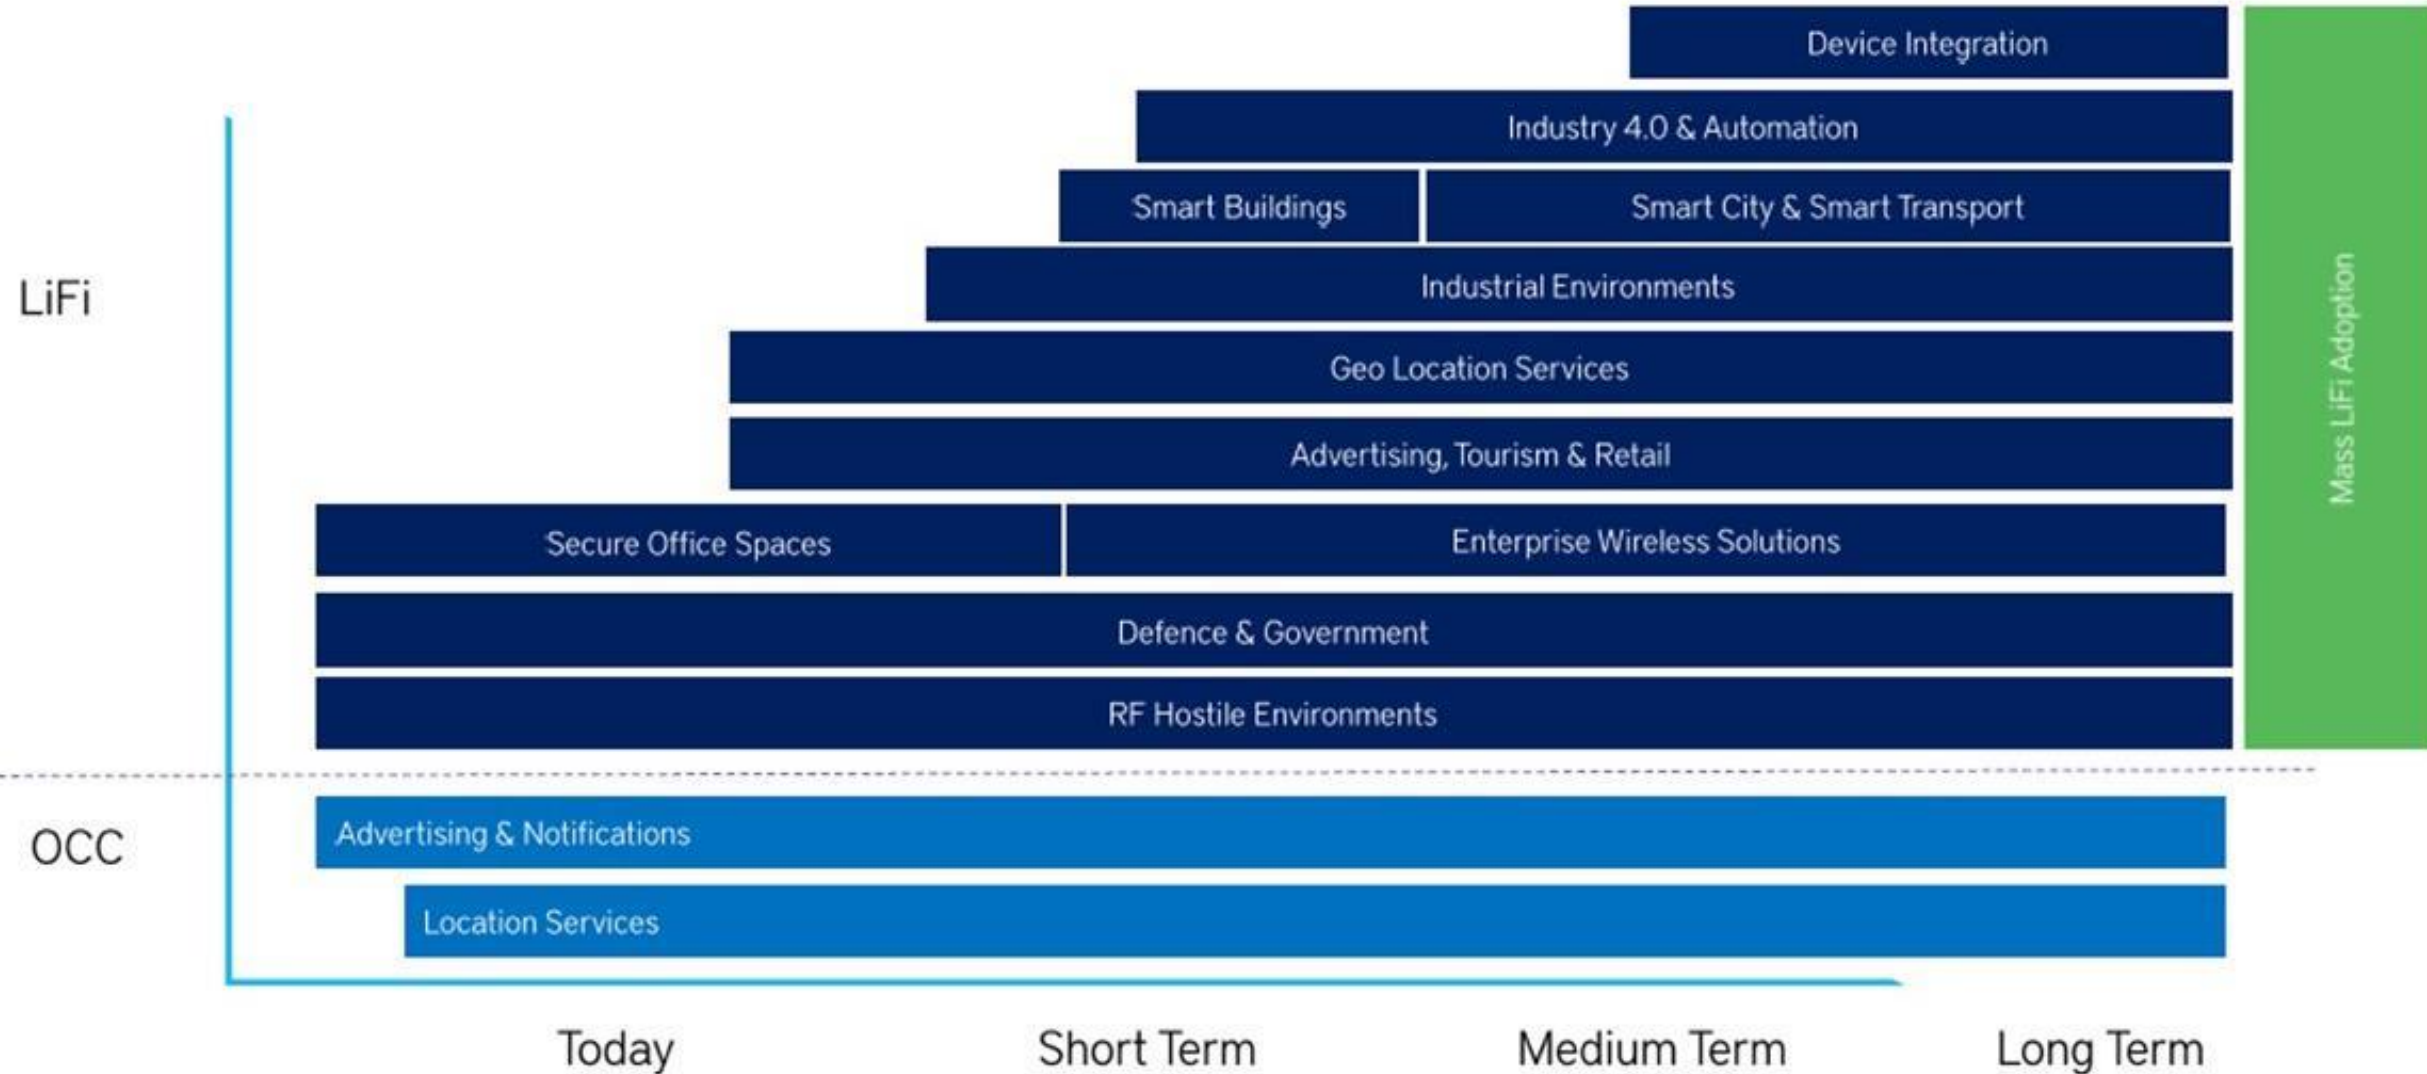 Device Integration
Industry 4.0 & Automation
Smart Buildings
Smart City & Smart Transport
Industrial Environments
LiFi
Geo Location Services
Advertising, Tourism & Retail
Secure Office Spaces
Enterprise Wireless Solutions
Defence & Government
RF Hostile Environments
Mass LiFi Adoption
OCC
Advertising & Notifications
Location Services
Today
Short Term
Medium Term
Long Term